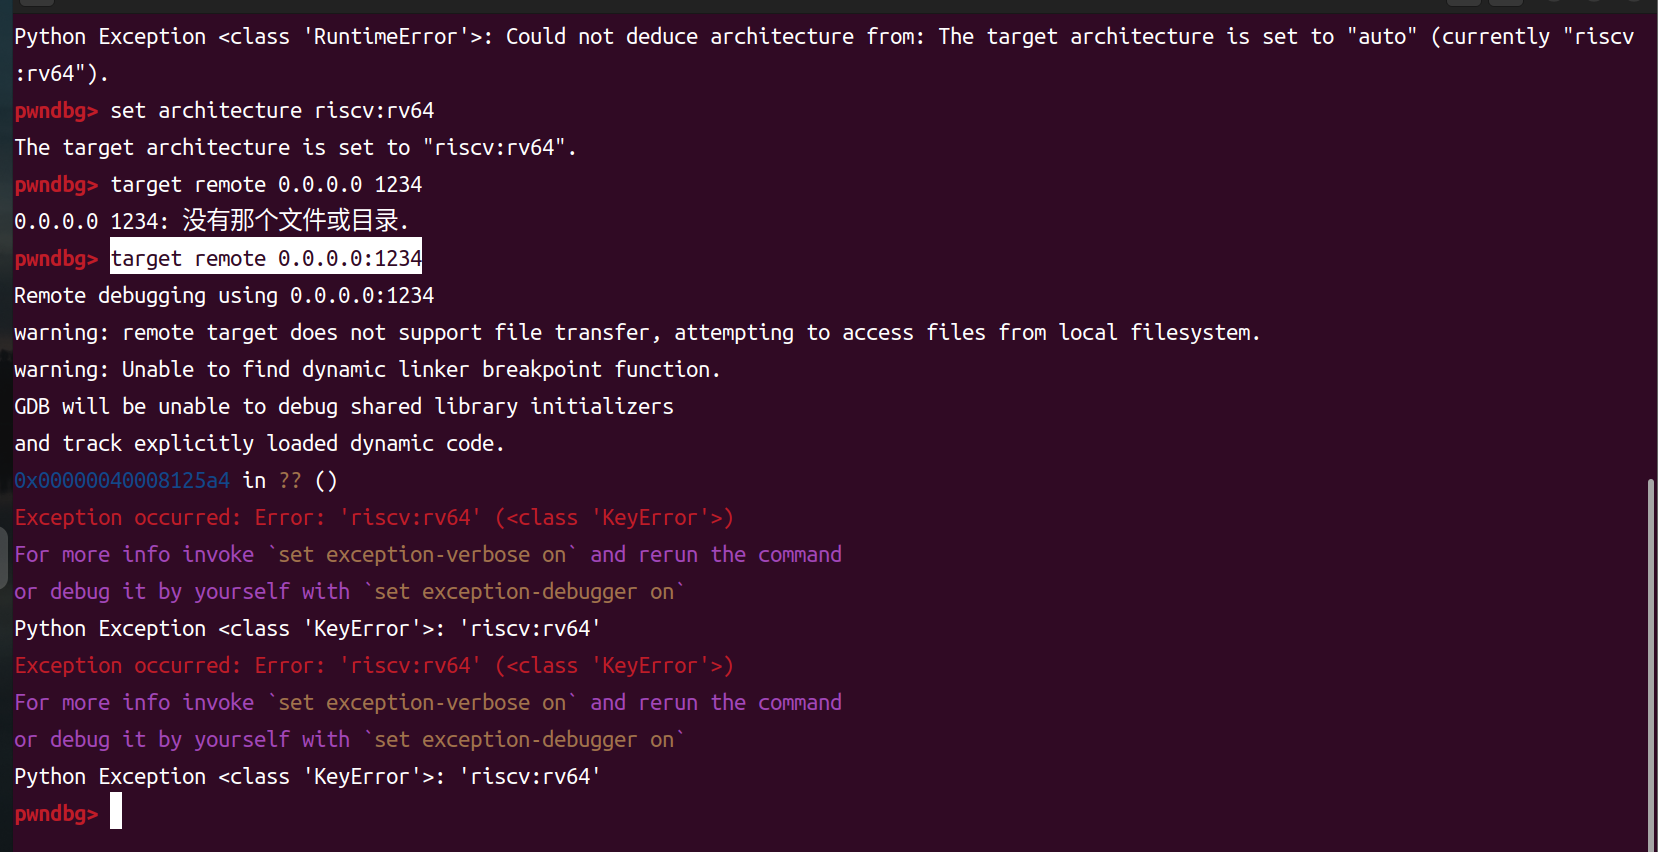 Python Exception <class 'RuntimeError'>: Could not deduce architecture from: The target architecture is set to "auto" (currently "riscv
:rv64").
pwndbg> set architecture riscv:rv64
The target architecture is set to "riscv:rv64".
pwndbg> target remote 0.0.0.0 1234
0.0.0.0 1234: 没有那个文件或目录.
pwndbg> target remote 0.0.0.0:1234
Remote debugging using 0.0.0.0:1234
warning: remote target does not support file transfer, attempting to access files from local filesystem.
warning: Unable to find dynamic linker breakpoint function.
GDB will be unable to debug shared library initializers
and track explicitly loaded dynamic code.
0x00000040008125a4 in ?? ()
Exception occurred: Error: 'riscv:rv64' (<class 'KeyError'>)
For more info invoke `set exception-verbose on` and rerun the command
or debug it by yourself with `set exception-debugger on`
Python Exception <class 'KeyError'>: 'riscv:rv64'
Exception occurred: Error: 'riscv:rv64' (<class 'KeyError'>)
For more info invoke `set exception-verbose on` and rerun the command
or debug it by yourself with `set exception-debugger on`
Python Exception <class 'KeyError'>: 'riscv:rv64'
pwndbg>